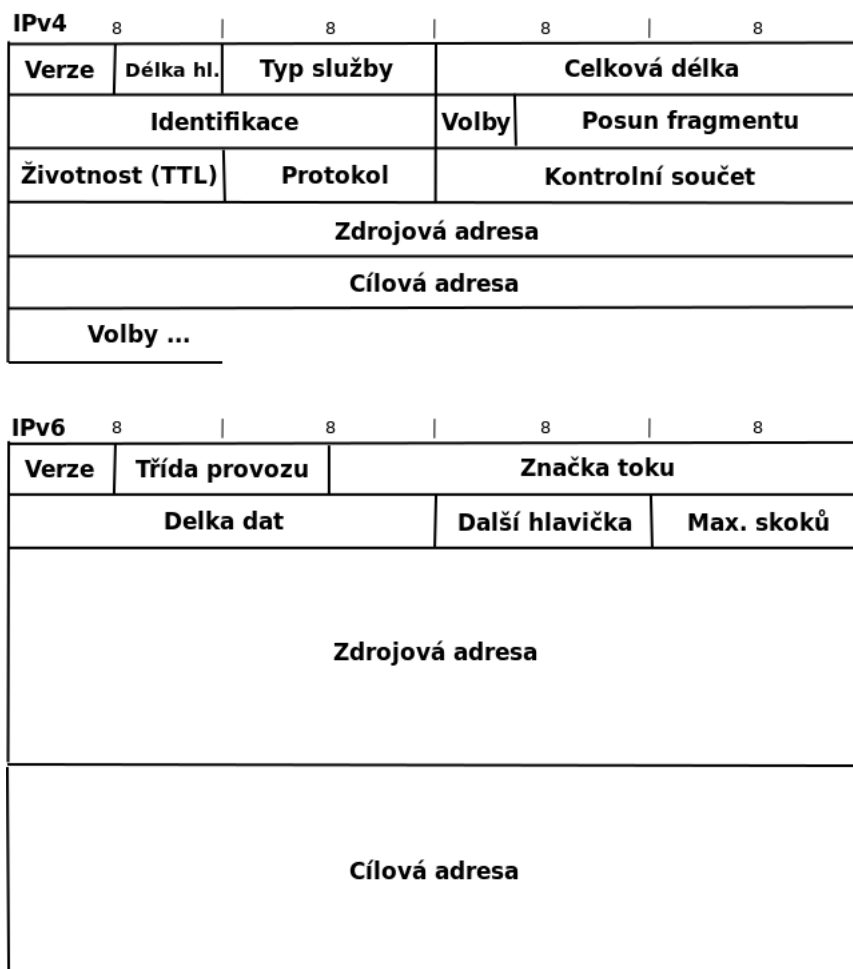 IPv4 8 | 8 | 8 | 8
Verze Délka hl. Typ služby Celková délka
Identifikace Volby Posun fragmentu
Životnost (TTL) Protokol Kontrolní součet
Zdrojová adresa
Cílová adresa
Volby ...
IPv6 8 | 8 | 8 | 8
Verze Třída provozu Značka toku
Delka dat Další hlavička Max. skoků
Zdrojová adresa
Cílová adresa